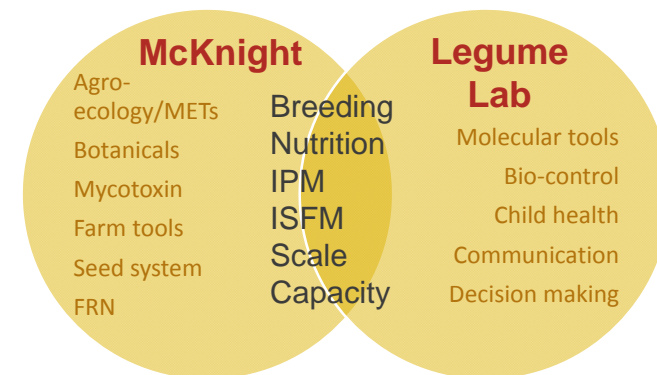 McKnight
Agro-
ecology/METs
Botanicals
Mycotoxin
Farm tools
Seed system
FRN
Breeding
Nutrition
IPM
ISFM
Scale
Capacity
Legume
Lab
Molecular tools
Bio-control
Child health
Communication
Decision making